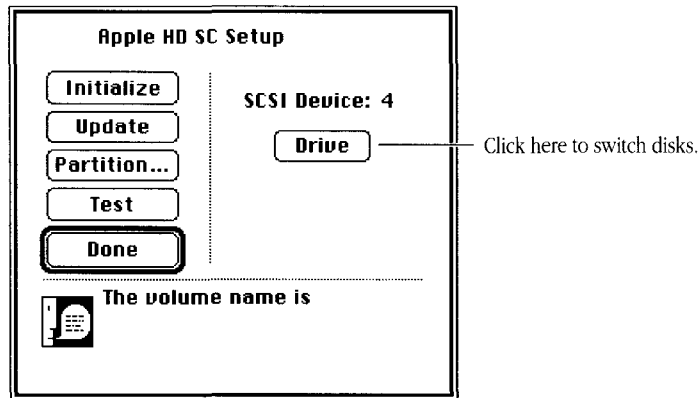 Apple HD SC Setup
Initialize
Update
Partition...
Test
Done
SCSI Device: 4
Drive
Click here to switch disks.
The volume name is